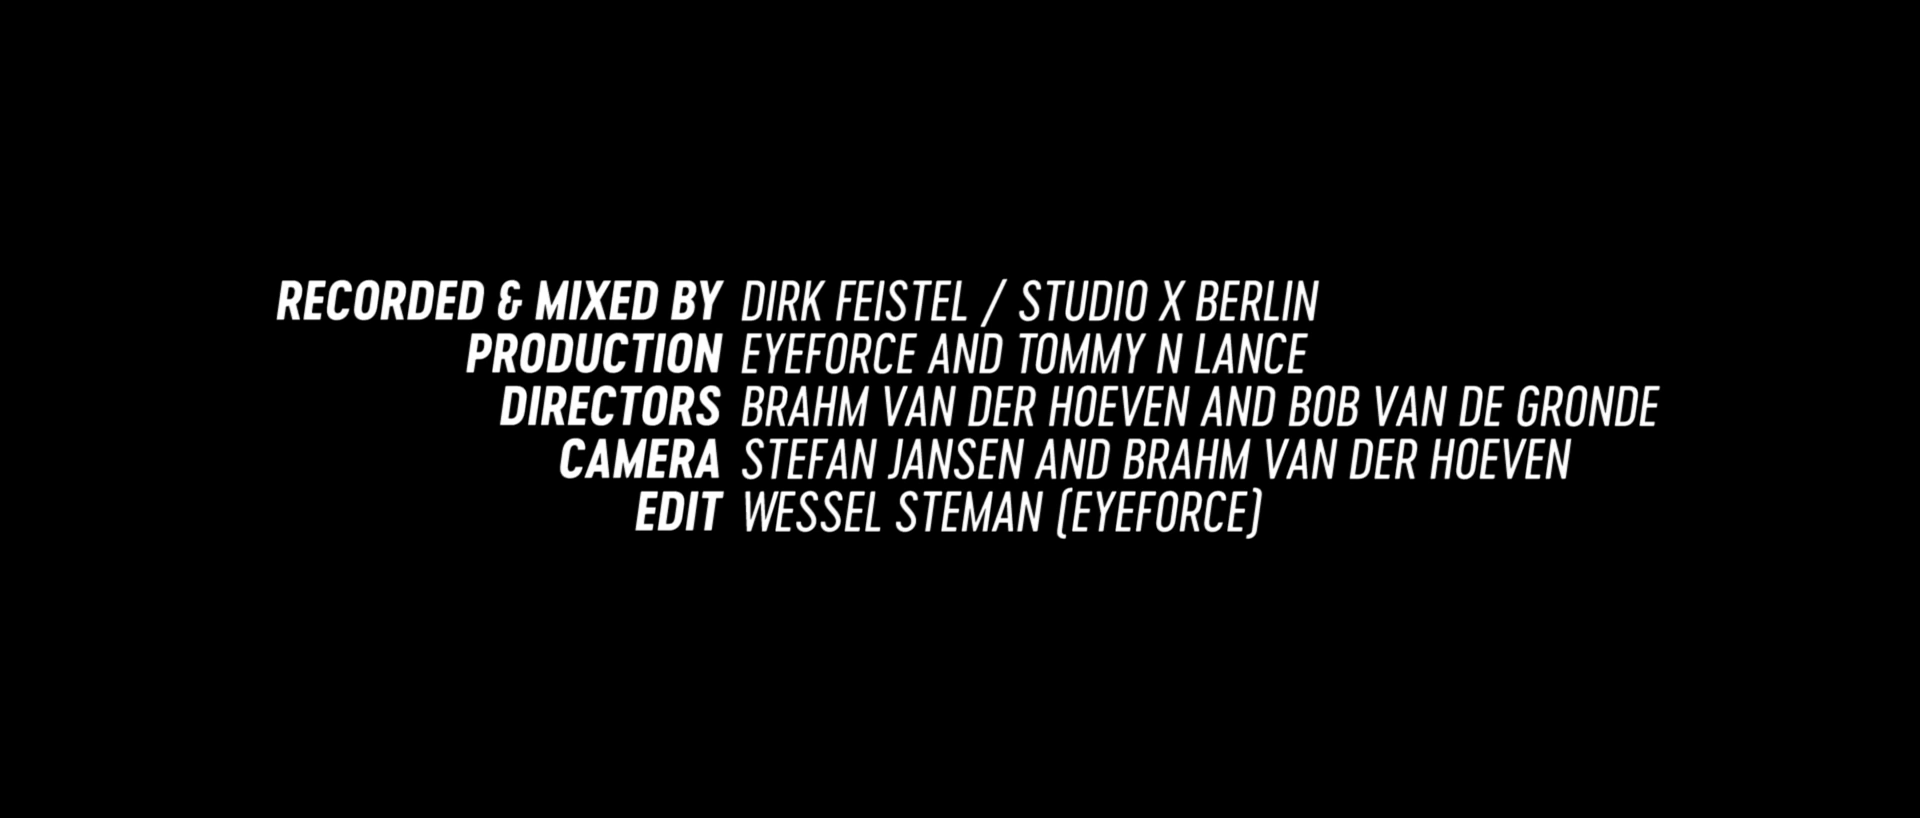 RECORDED & MIXED BY DIRK FEISTEL / STUDIO X BERLIN
PRODUCTION EYEFORCE AND TOMMY N LANCE
DIRECTORS BRAHM VAN DER HOEVEN AND BOB VAN DE GRONDE
CAMERA STEFAN JANSEN AND BRAHM VAN DER HOEVEN
EDIT WESSEL STEMAN (EYEFORCE)